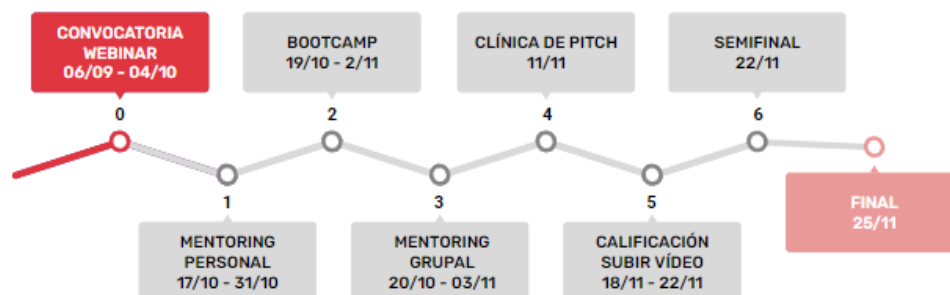 CONVOCATORIA
WEBINAR
06/09 - 04/10
0
1
MENTORING
PERSONAL
17/10 - 31/10
BOOTCAMP
19/10 - 2/11
2
3
MENTORING
GRUPAL
20/10 - 03/11
CLÍNICA DE PITCH
11/11
4
5
CALIFICACIÓN
SUBIR VÍDEO
18/11 - 22/11
SEMIFINAL
22/11
6
FINAL
25/11